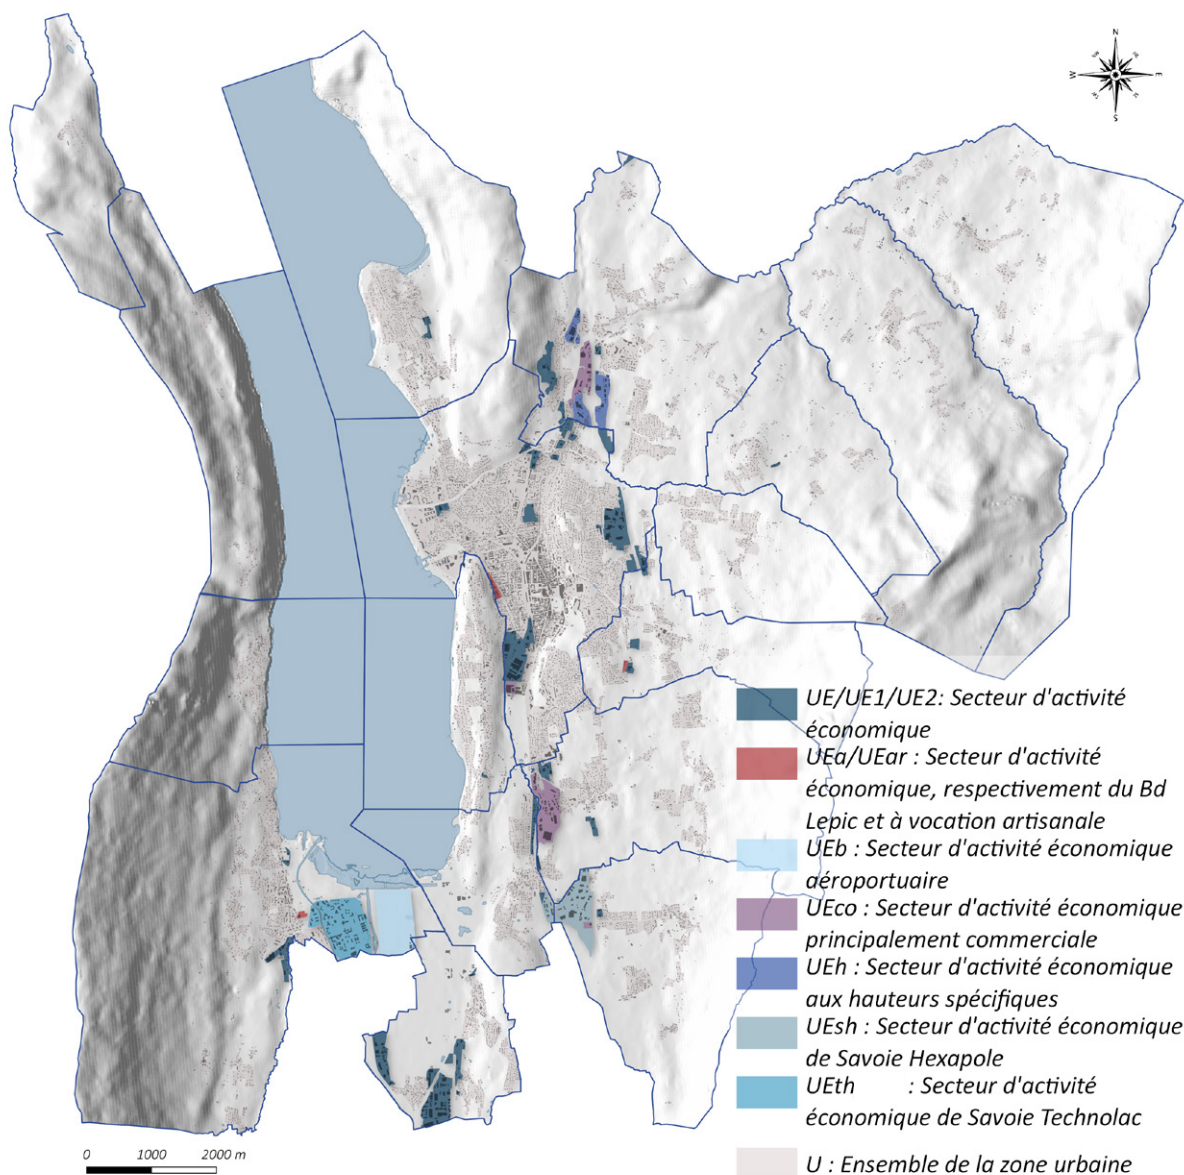 N
W
E
S
UE/UE1/UE2: Secteur d'activité
économique
UEa/UEar : Secteur d'activité
économique, respectivement du Bd
Lepic et à vocation artisanale
UEb : Secteur d'activité économique
aéroportuaire
UEco : Secteur d'activité économique
principalement commerciale
UEh : Secteur d'activité économique
aux hauteurs spécifiques
UEsh : Secteur d'activité économique
de Savoie Hexapole
UEth : Secteur d'activité
économique de Savoie Technolac
U : Ensemble de la zone urbaine
0 1000 2000 m